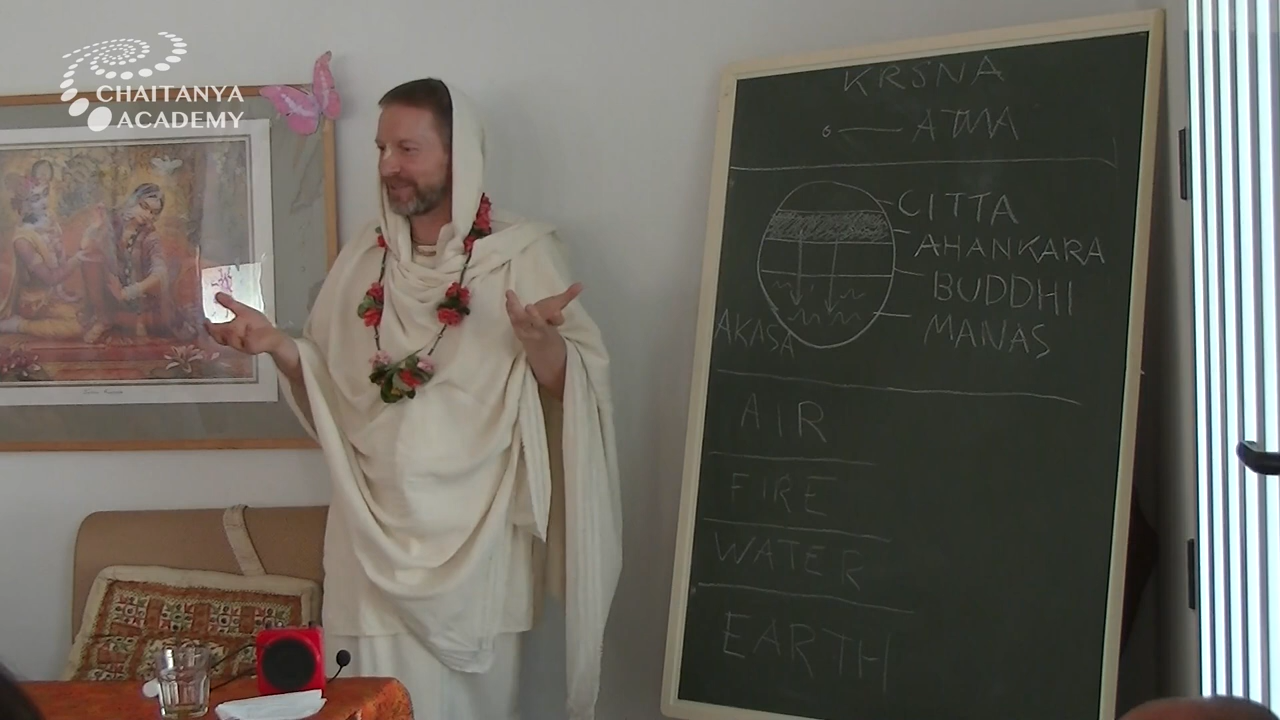 CHAITANYA
ACADEMY
KRSNA
ATMA
CITTA
AHANKARA
BUDDHI
MANAS
AKASA
AIR
FIRE
WATER
EARTH